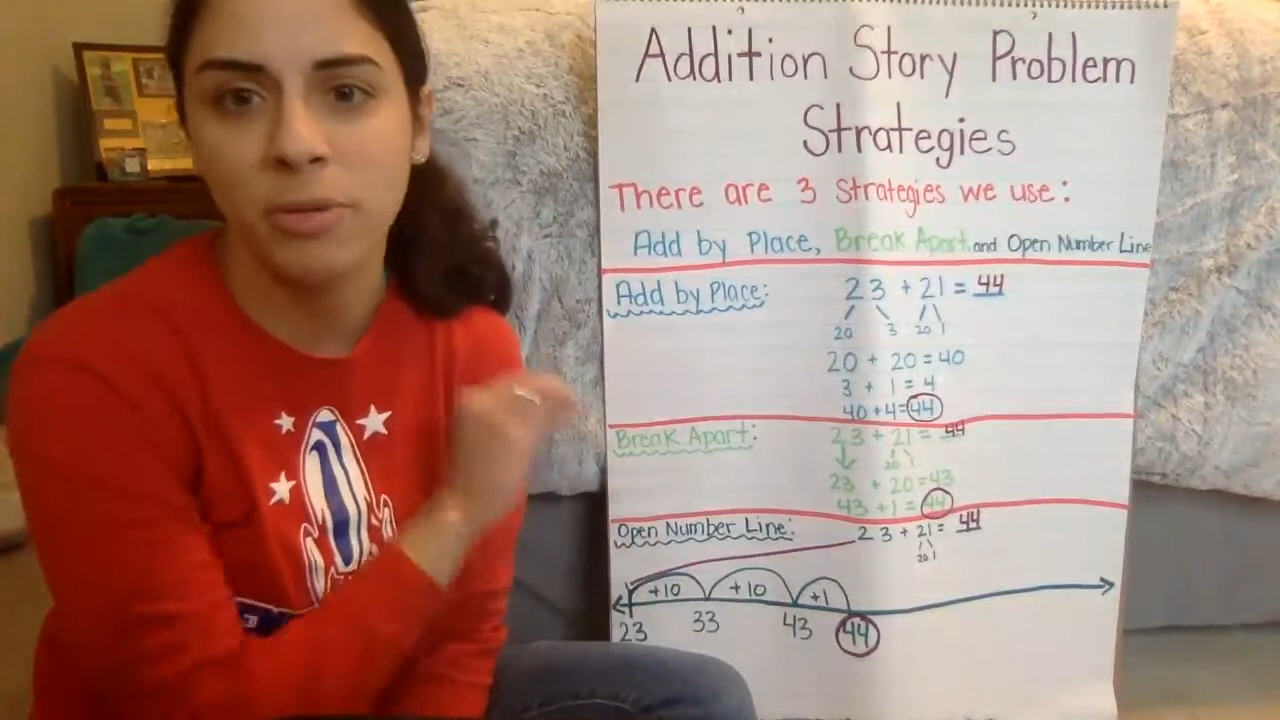 Addition Story Problem
Strategies
There are 3 Strategies we use:
Add by Place, Break Apart, and Open Number Line
Add by Place: 23 + 21 = 44
20 3 20 1
20 + 20 = 40
3 + 1 = 4
40 + 4 = 44
Break Apart: 23 + 21 = 44
20 1
23 + 20 = 43
43 + 1 = 44
Open Number Line: 23 + 21 = 44
20 1
+10 +10 +1
23 33 43 44